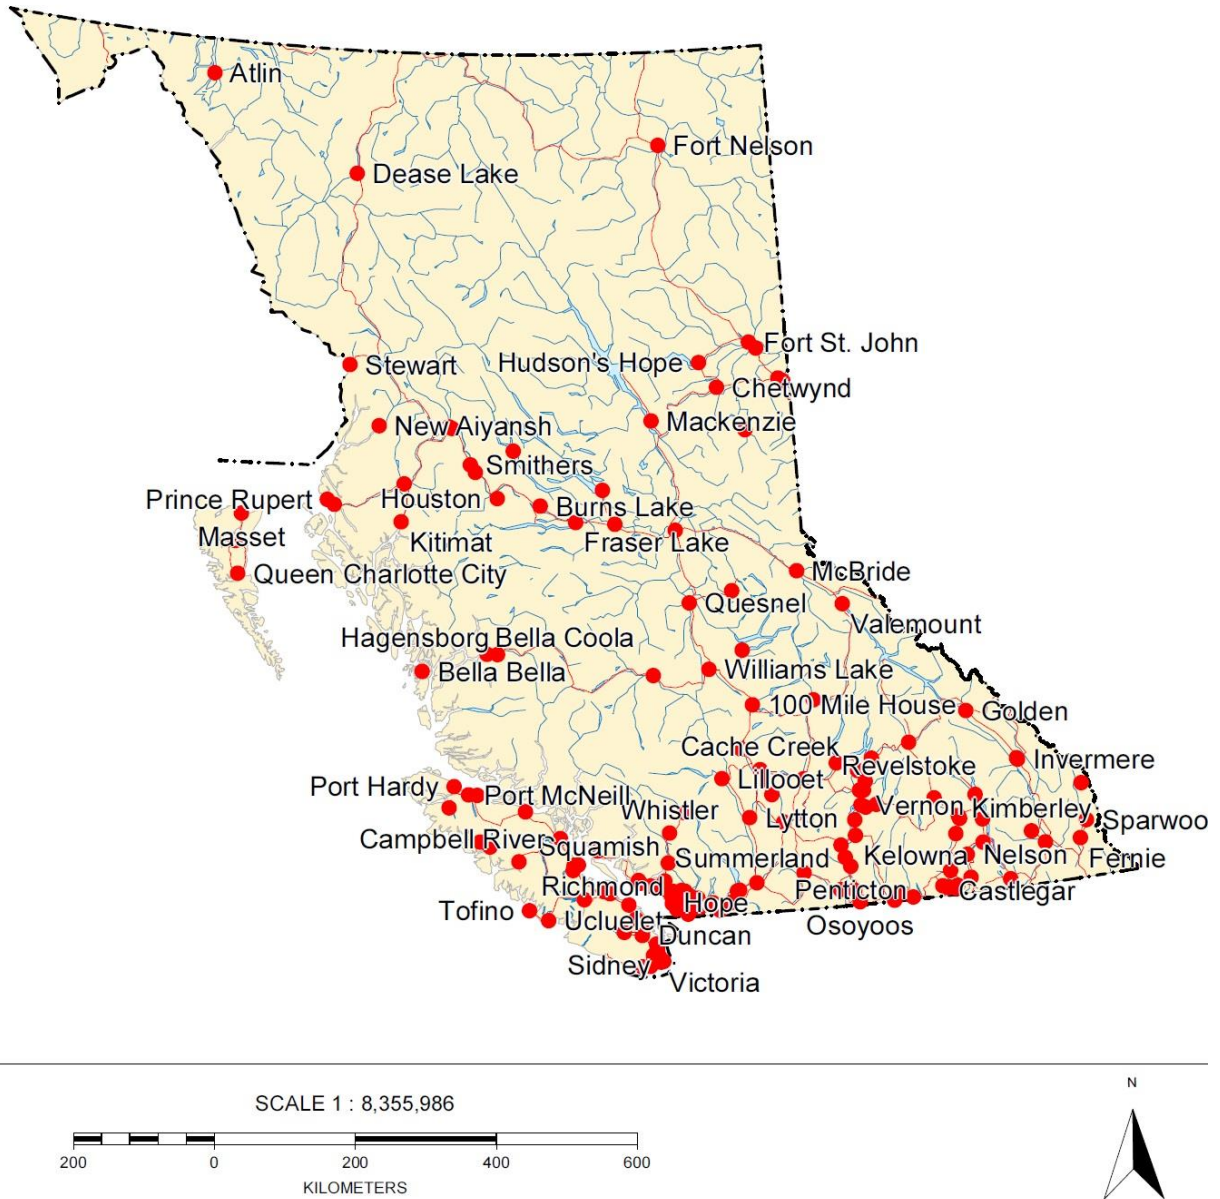 Atlin
Fort Nelson
Dease Lake
Fort St. John
Hudson's Hope
Stewart
Chetwynd
Mackenzie
New Aiyansh
Smithers
Prince Rupert
Houston
Burns Lake
Masset
Kitimat
Fraser Lake
Queen Charlotte City
McBride
Quesnel
Valemount
Hagensborg
Bella Coola
Bella Bella
Williams Lake
100 Mile House
Golden
Cache Creek
Invermere
Revelstoke
Lillooet
Port Hardy
Port McNeill
Whistler
Vernon
Kimberley
Lytton
Sparwoo
Campbell River
Squamish
Summerland
Kelowna
Nelson
Fernie
Richmond
Penticton
Castlegar
Hope
Tofino
Ucluelet
Osoyoos
Duncan
Sidney
Victoria
SCALE 1 : 8,355,986
200 0 200 400 600
KILOMETERS
N